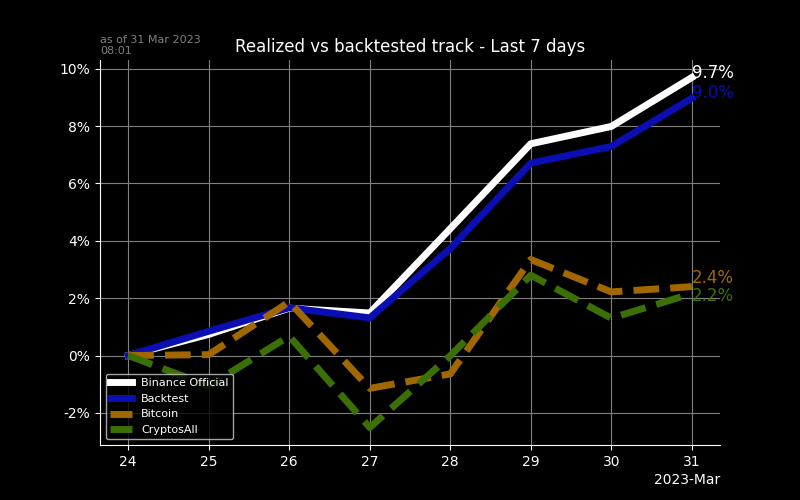 as of 31 Mar 2023
08:01
Realized vs backtested track - Last 7 days
10%
8%
6%
4%
2%
0%
-2%
9.7%
9.0%
2.4%
2.2%
Binance Offical
Backtest
Bitcoin
CryptosAll
24 25 26 27 28 29 30 31
2023-Mar